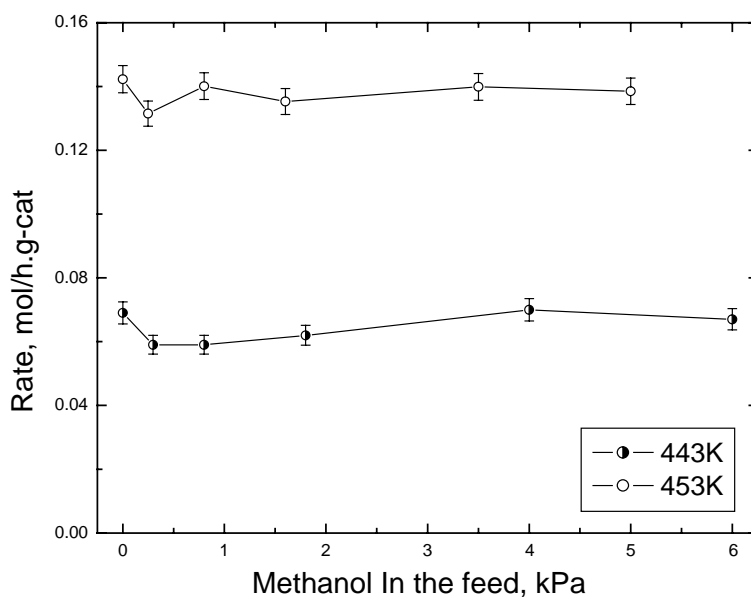 0.16
0.12
0.08
0.04
0.00
Rate, mol/h.g-cat
443K
453K
0 1 2 3 4 5 6
Methanol In the feed, kPa